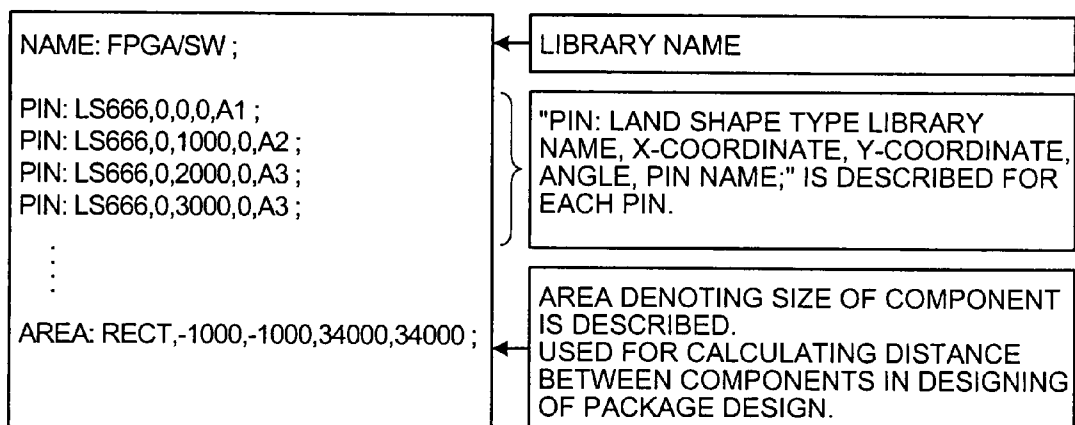 NAME: FPGA/SW ;
LIBRARY NAME
PIN: LS666,0,0,0,A1 ;
PIN: LS666,0,1000,0,A2 ;
PIN: LS666,0,2000,0,A3 ;
PIN: LS666,0,3000,0,A3 ;
"PIN: LAND SHAPE TYPE LIBRARY
NAME, X-COORDINATE, Y-COORDINATE,
ANGLE, PIN NAME;" IS DESCRIBED FOR
EACH PIN.
AREA: RECT,-1000,-1000,34000,34000 ;
AREA DENOTING SIZE OF COMPONENT
IS DESCRIBED.
USED FOR CALCULATING DISTANCE
BETWEEN COMPONENTS IN DESIGNING
OF PACKAGE DESIGN.